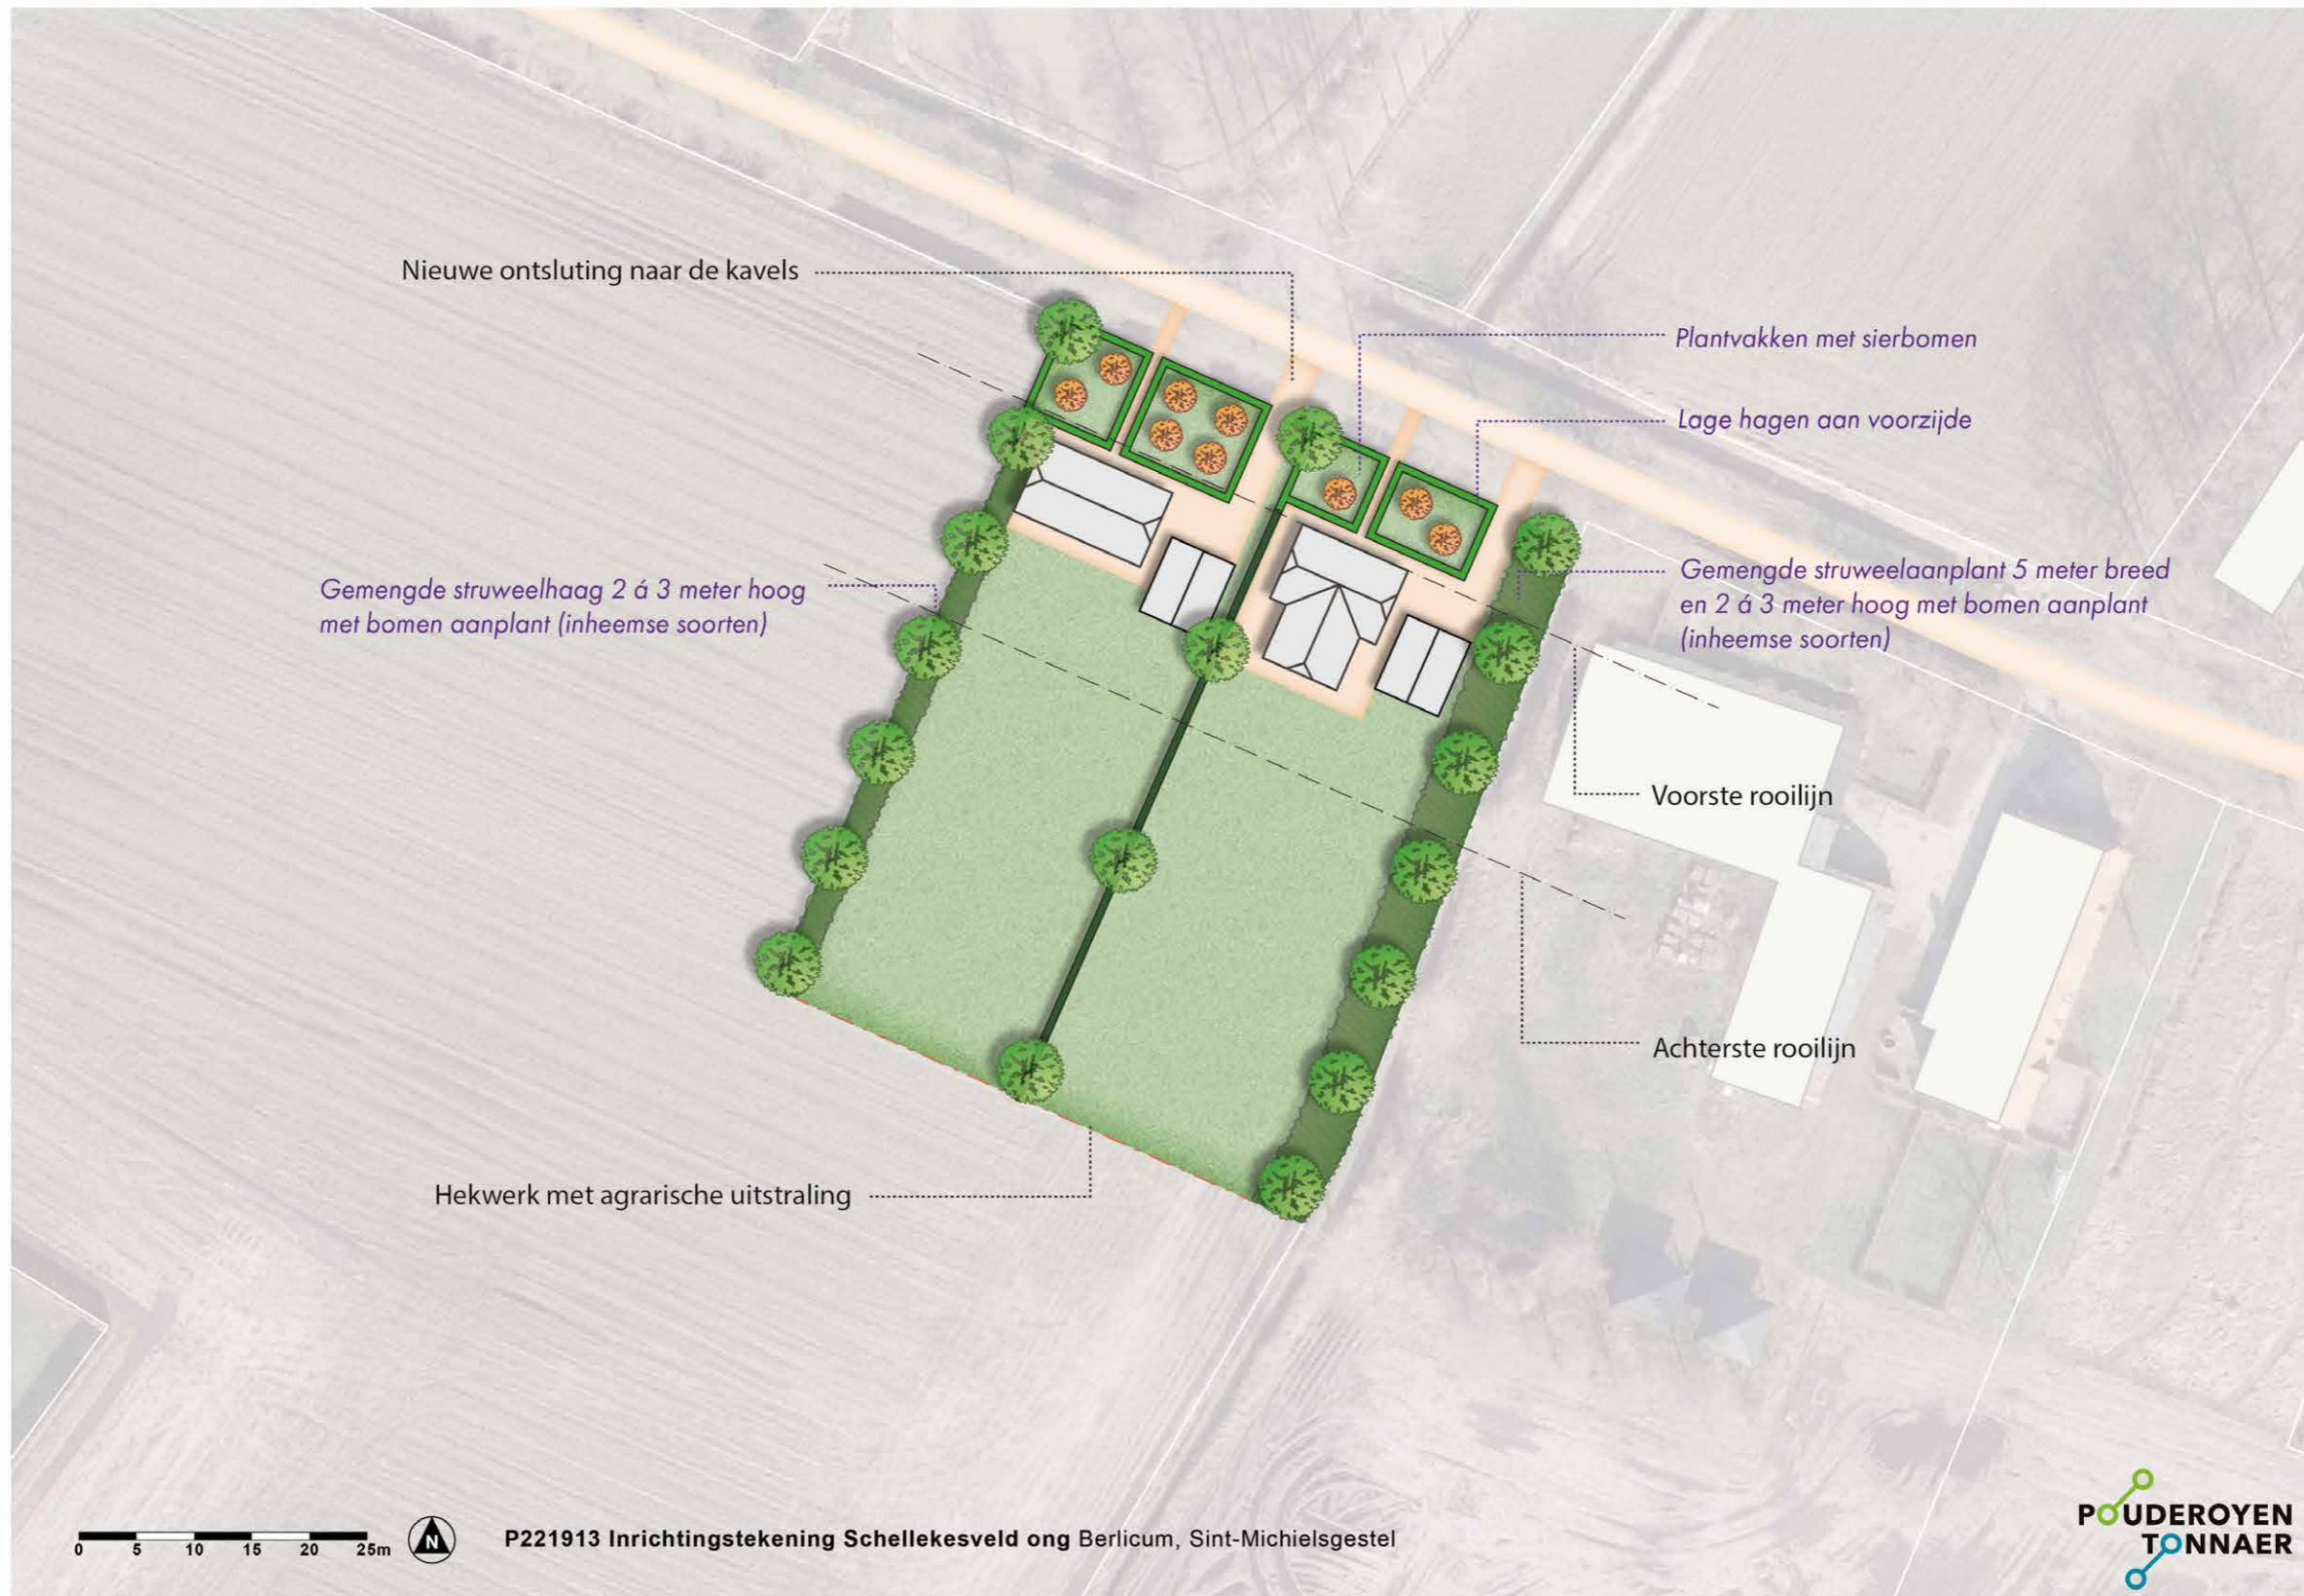 Nieuwe ontsluting naar de kavels
Plantvakken met sierbomen
Lage hagen aan voorzijde
Gemengde struweelhaag 2 á 3 meter hoog
met bomen aanplant (inheemse soorten)
Gemengde struweelaanplant 5 meter breed
en 2 á 3 meter hoog met bomen aanplant
(inheemse soorten)
Voorste rooilijn
Achterste rooilijn
Hekwerk met agrarische uitstraling
0 5 10 15 20 25m
N
P221913 Inrichtingstekening Schellekesveld ong Berlicum, Sint-Michielsgestel
POUDEROYEN
TONNAER